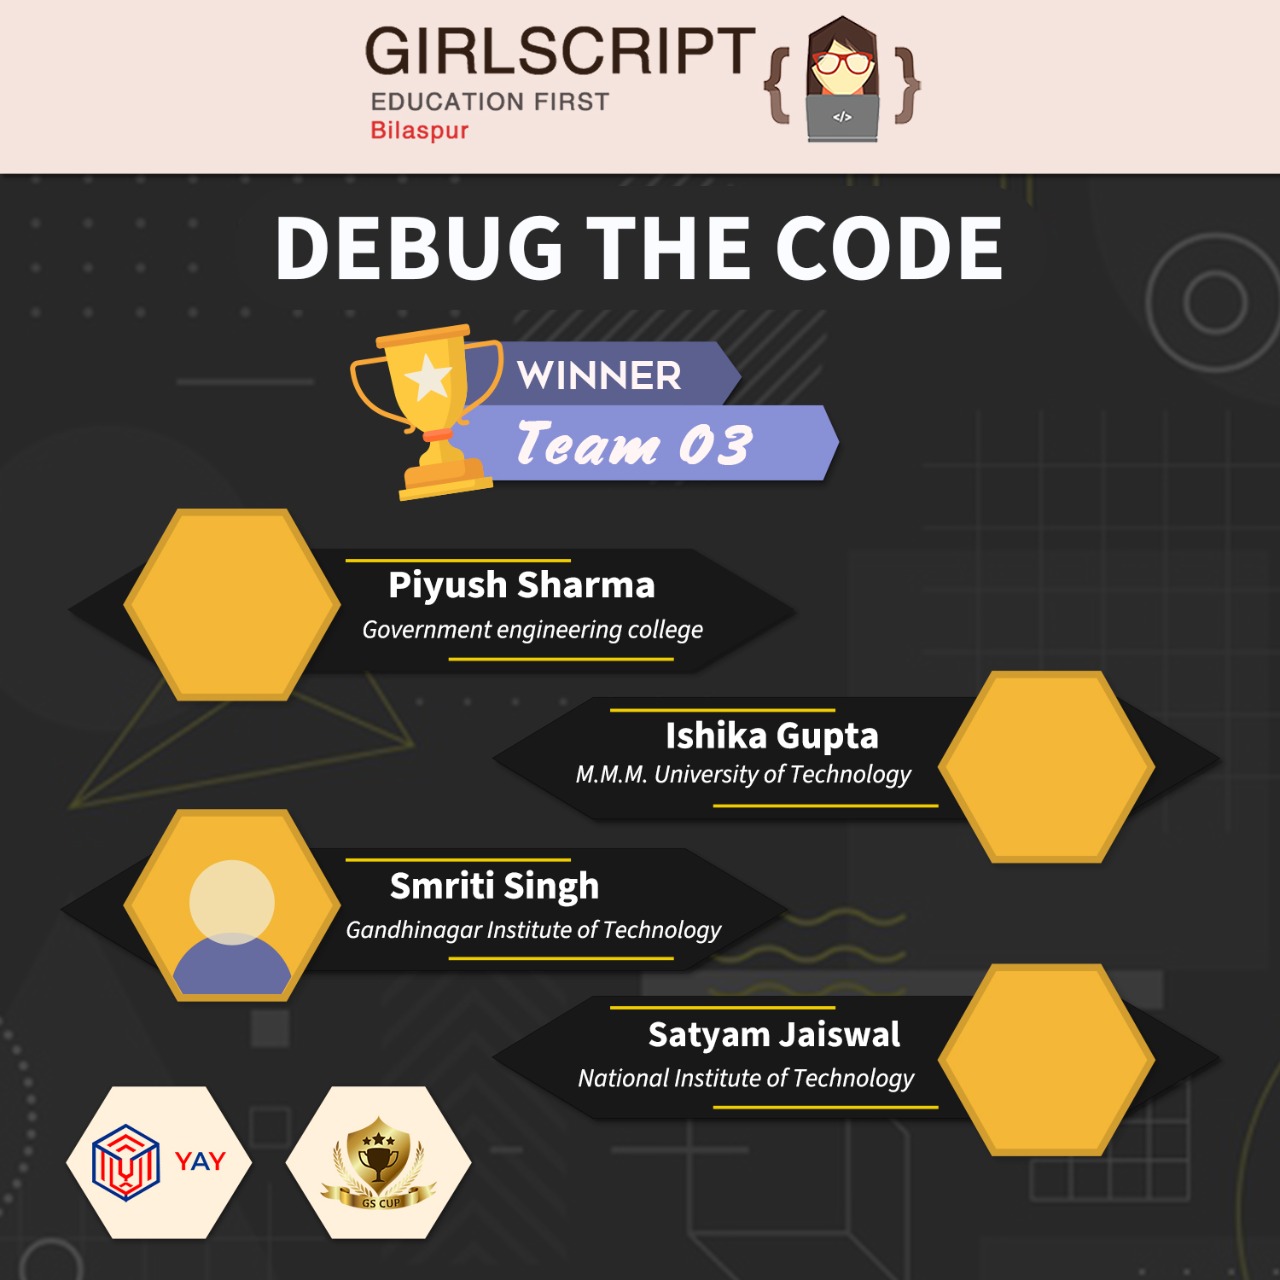 GIRLSCRIPT
EDUCATION FIRST
Bilaspur
</>
DEBUG THE CODE
WINNER
Team 03
Piyush Sharma
Government engineering college
Ishika Gupta
M.M.M. University of Technology
Smriti Singh
Gandhinagar Institute of Technology
Satyam Jaiswal
National Institute of Technology
YAY
GS CUP